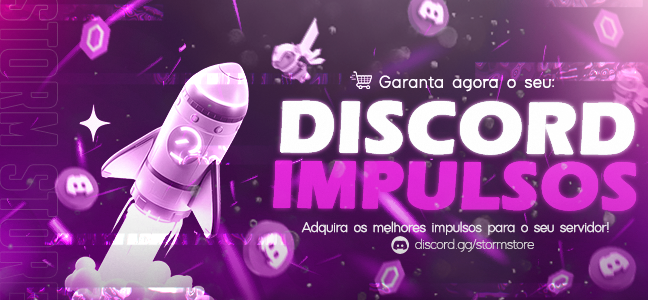 STORM STORE
Garanta agora o seu:
DISCORD
IMPULSOS
Adquira os melhores impulsos para o seu servidor!
discord.gg/stormstore